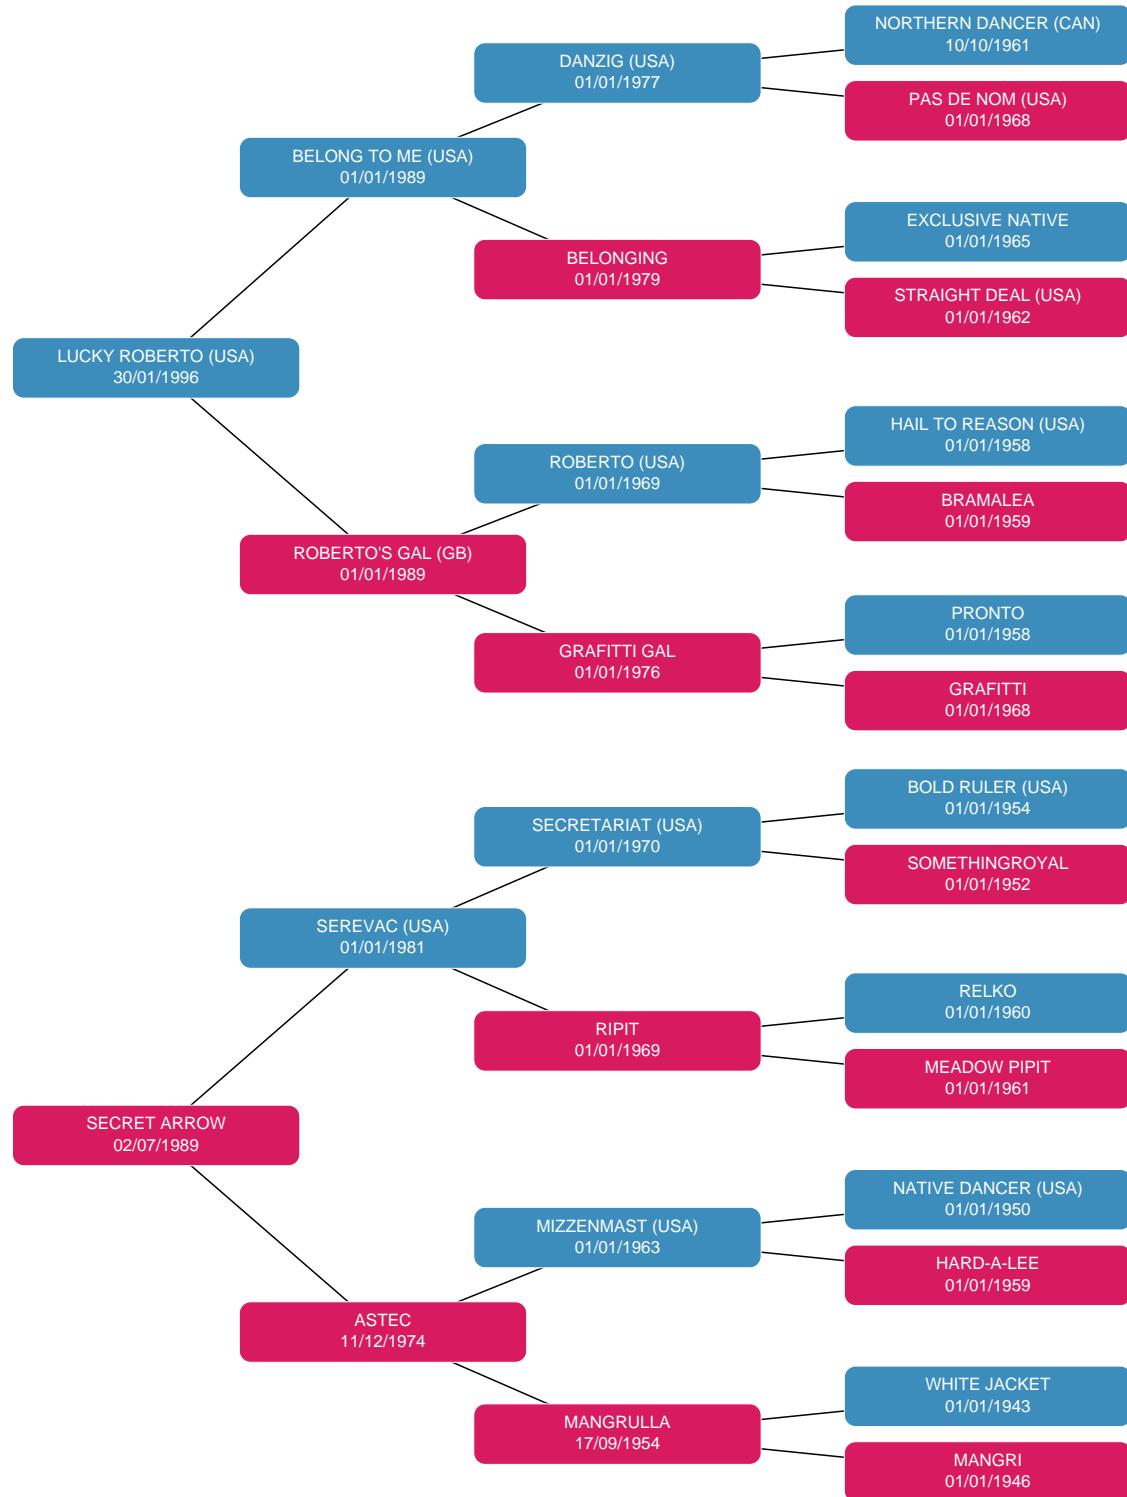 NORTHERN DANCER (CAN)
10/10/1961
DANZIG (USA)
01/01/1977
PAS DE NOM (USA)
01/01/1968
BELONG TO ME (USA)
01/01/1989
EXCLUSIVE NATIVE
01/01/1965
BELONGING
01/01/1979
STRAIGHT DEAL (USA)
01/01/1962
LUCKY ROBERTO (USA)
30/01/1996
HAIL TO REASON (USA)
01/01/1958
ROBERTO (USA)
01/01/1969
BRAMALEA
01/01/1959
ROBERTO'S GAL (GB)
01/01/1989
PRONTO
01/01/1958
GRAFITTI GAL
01/01/1976
GRAFITTI
01/01/1968
BOLD RULER (USA)
01/01/1954
SECRETARIAT (USA)
01/01/1970
SOMETHINGROYAL
01/01/1952
SEREVAC (USA)
01/01/1981
RELKO
01/01/1960
RIPIT
01/01/1969
MEADOW PIPIT
01/01/1961
SECRET ARROW
02/07/1989
NATIVE DANCER (USA)
01/01/1950
MIZZENMAST (USA)
01/01/1963
HARD-A-LEE
01/01/1959
ASTEC
11/12/1974
WHITE JACKET
01/01/1943
MANGRULLA
17/09/1954
MANGRI
01/01/1946